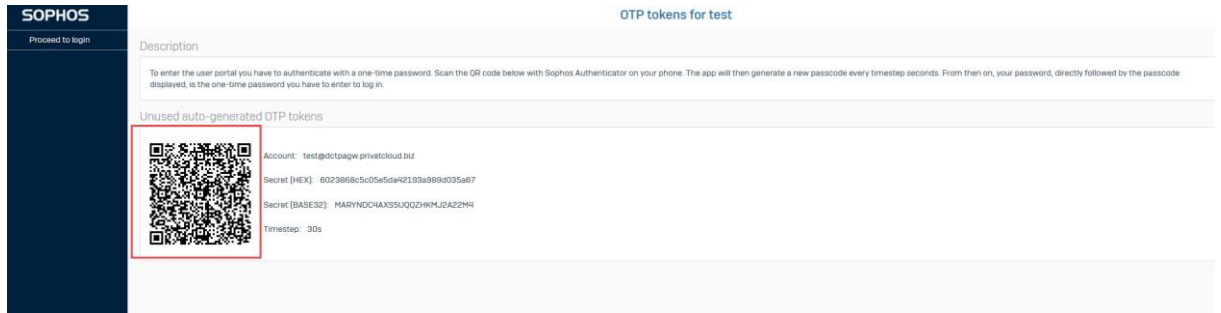 SOPHOS
OTP tokens for test
Proceed to login
Description
To enter the user portal you have to authenticate with a one-time password. Scan the QR code below with Sophos Authenticator on your phone. The app will then generate a new passcode every timestep seconds. From then on, your password, directly followed by the passcode
displayed, is the one-time password you have to enter to log in.
Unused auto-generated OTP tokens
Account: test@dctpagw.privatcloud.biz
Secret (HEX): 6023868c5c05e5da42193a989d035a67
Secret (BASE32): MARYNDC4AXS5UQQZHKMJ2A22M4
Timestep: 30s